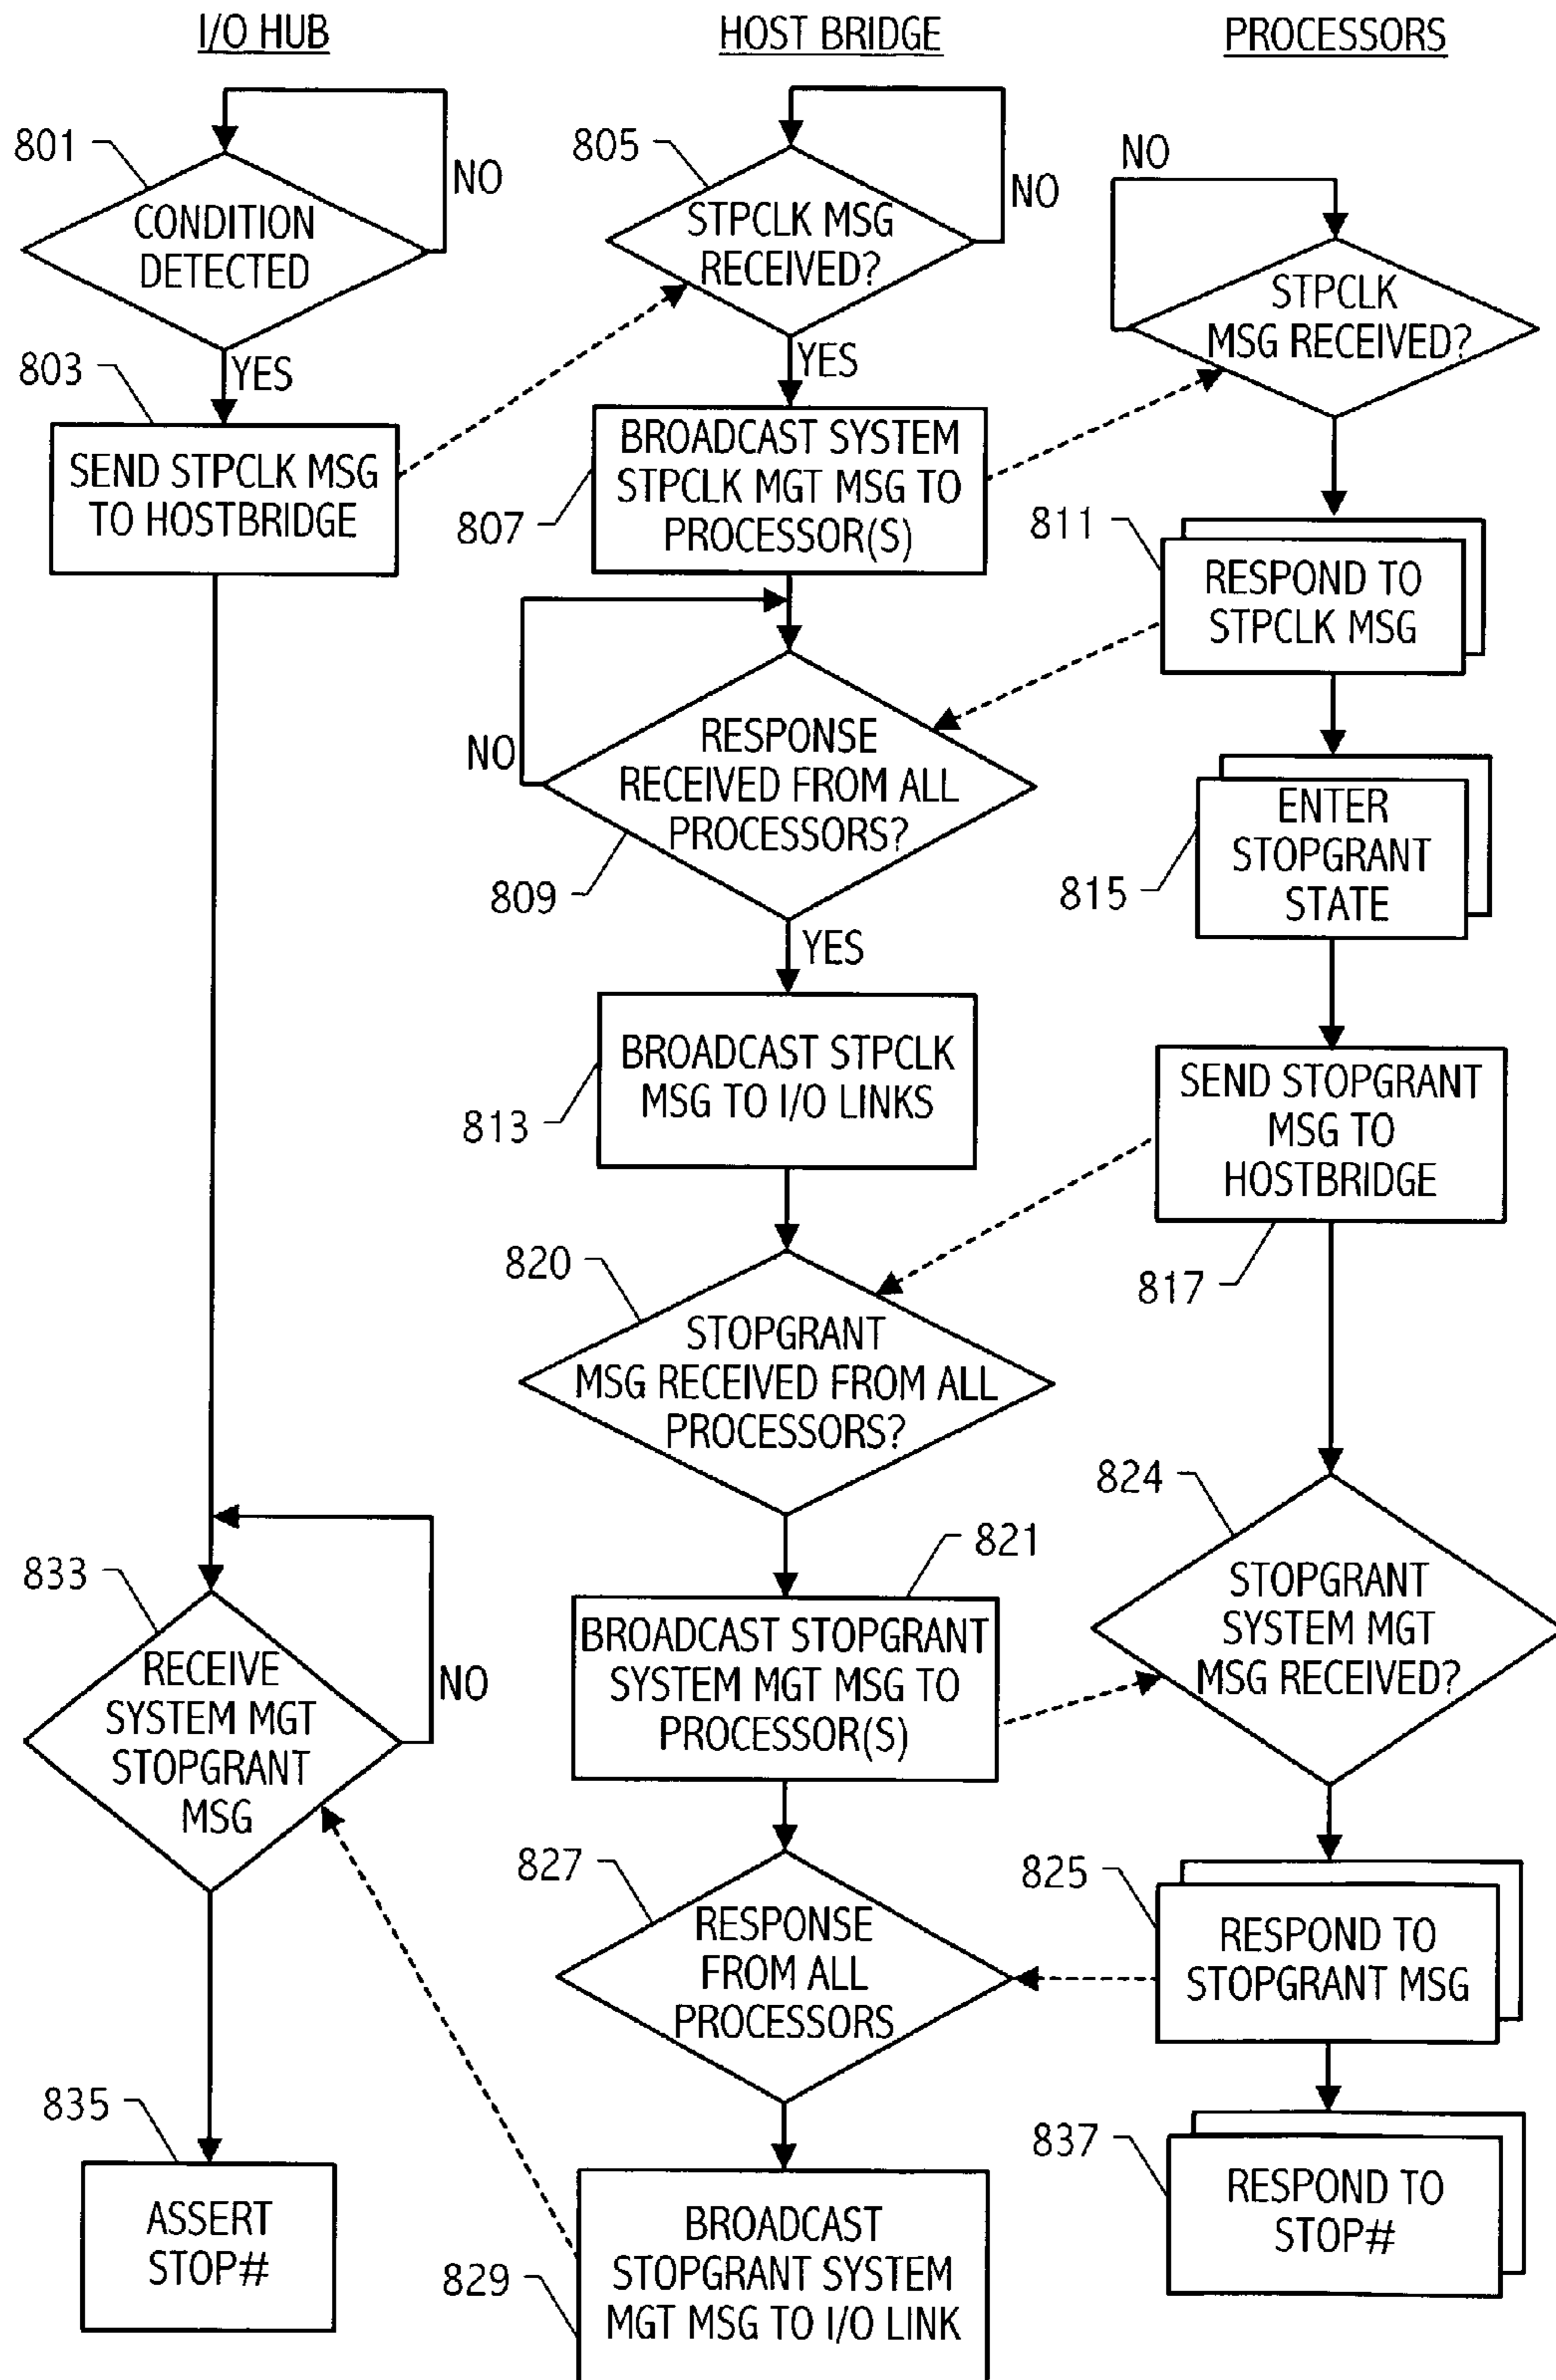 I/O HUB
HOST BRIDGE
PROCESSORS
801
CONDITION
DETECTED
NO
YES
803
SEND STPCLK MSG
TO HOSTBRIDGE
833
RECEIVE
SYSTEM MGT
STOPGRANT
MSG
NO
835
ASSERT
STOP#
805
STPCLK MSG
RECEIVED?
NO
YES
807
BROADCAST SYSTEM
STPCLK MGT MSG TO
PROCESSOR(S)
NO
RESPONSE
RECEIVED FROM ALL
PROCESSORS?
809
YES
BROADCAST STPCLK
MSG TO I/O LINKS
813
820
STOPGRANT
MSG RECEIVED FROM ALL
PROCESSORS?
821
BROADCAST STOPGRANT
SYSTEM MGT MSG TO
PROCESSOR(S)
827
RESPONSE
FROM ALL
PROCESSORS
829
BROADCAST
STOPGRANT SYSTEM
MGT MSG TO I/O LINK
NO
STPCLK
MSG RECEIVED?
811
RESPOND TO
STPCLK MSG
815
ENTER
STOPGRANT
STATE
SEND STOPGRANT
MSG TO
HOSTBRIDGE
817
824
STOPGRANT
SYSTEM MGT
MSG RECEIVED?
825
RESPOND TO
STOPGRANT MSG
837
RESPOND TO
STOP#